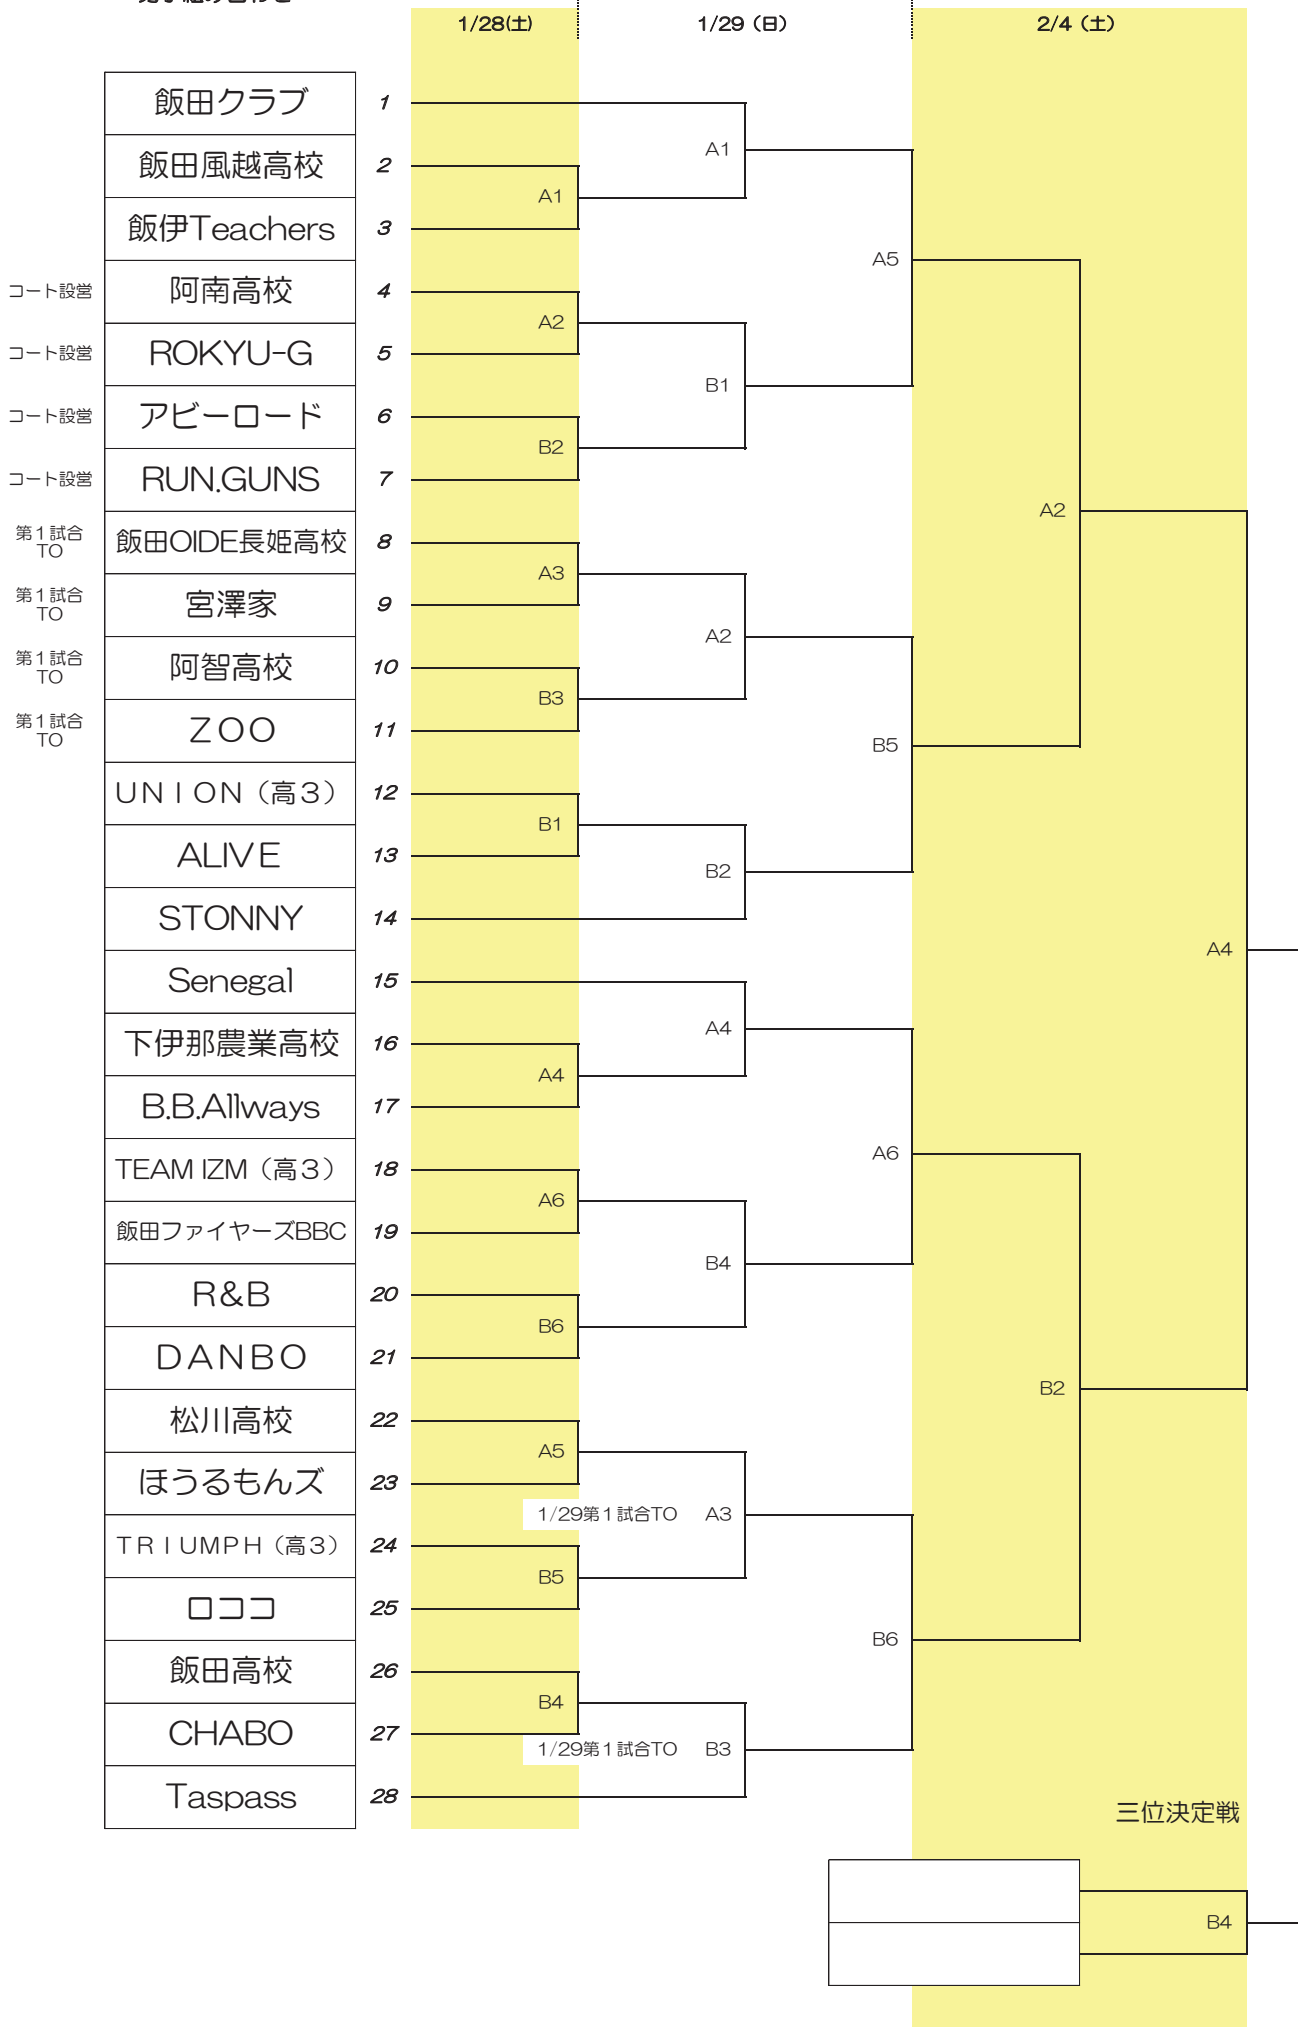 1/28(土)
1/29（日）
2/4（土）
飯田クラブ 1
A1
飯田風越高校 2
A1
飯伊Teachers 3
A5
コート設営 阿南高校 4
A2
コート設営 ROKYU-G 5
B1
コート設営 アビーロード 6
B2
コート設営 RUN.GUNS 7
A2
第１試合
TO
飯田OIDE長姫高校 8
A3
第１試合
TO
宮澤家 9
A2
第１試合
TO
阿智高校 10
B3
第１試合
TO
ＺＯＯ 11
B5
ＵＮＩＯＮ（高３） 12
B1
ALIVE 13
B2
STONNY 14
A4
Senegal 15
A4
下伊那農業高校 16
A4
B.B.Allways 17
A6
TEAM IZM（高３） 18
A6
飯田ファイヤーズBBC 19
B4
R&B 20
B6
ＤＡＮＢＯ 21
B2
松川高校 22
A5
ほうるもんズ 23
1/29第１試合TO A3
ＴＲＩＵＭＰＨ（高３） 24
B5
ロココ 25
B6
飯田高校 26
B4
CHABO 27
1/29第１試合TO B3
Taspass 28
三位決定戦
B4